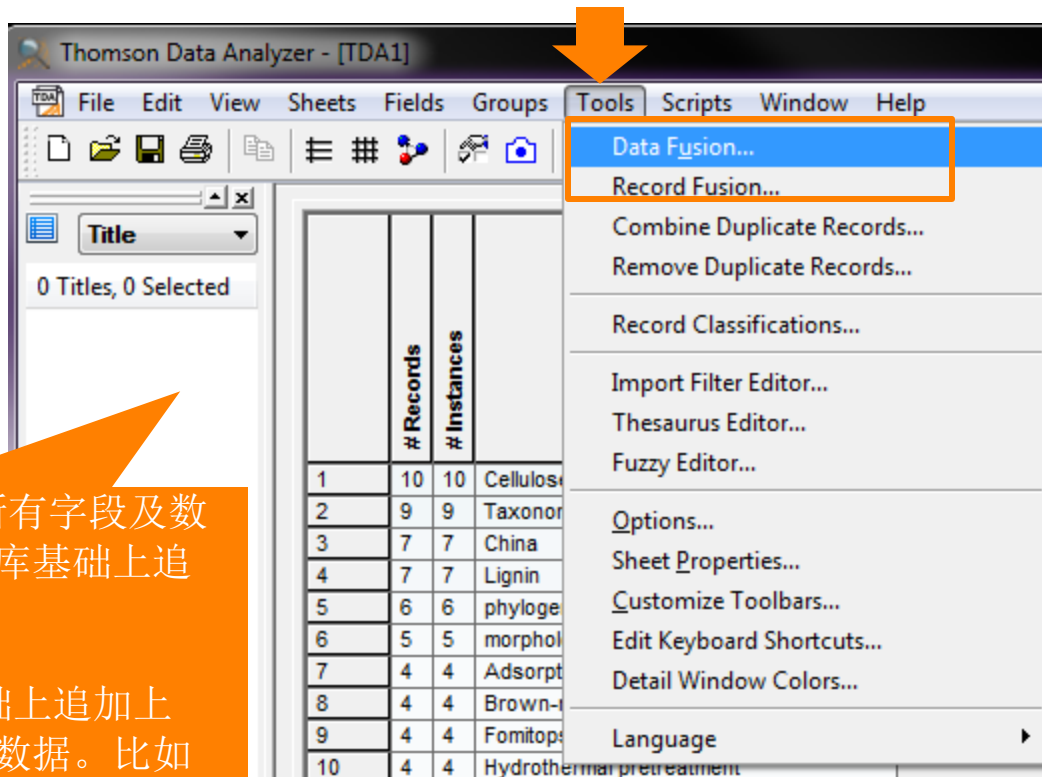 Thomson Data Analyzer - [TDA1]
File Edit View Sheets Fields Groups Tools Scripts Window Help
Data Fusion...
Record Fusion...
Combine Duplicate Records...
Remove Duplicate Records...
Record Classifications...
Import Filter Editor...
Thesaurus Editor...
Fuzzy Editor...
Options...
Sheet Properties...
Customize Toolbars...
Edit Keyboard Shortcuts...
Detail Window Colors...
Language
Title
0 Titles, 0 Selected
# Records
# Instances
1 10 10 Cellulose
2 9 9
3 7 7 China
4 7 7 Lignin
5 6 6
6 5 5
7 4 4
8 4 4
9 4 4
10 4 4 Hydrothermal pretreatment
有字段及数
库基础上追
上追加上
数据。比如